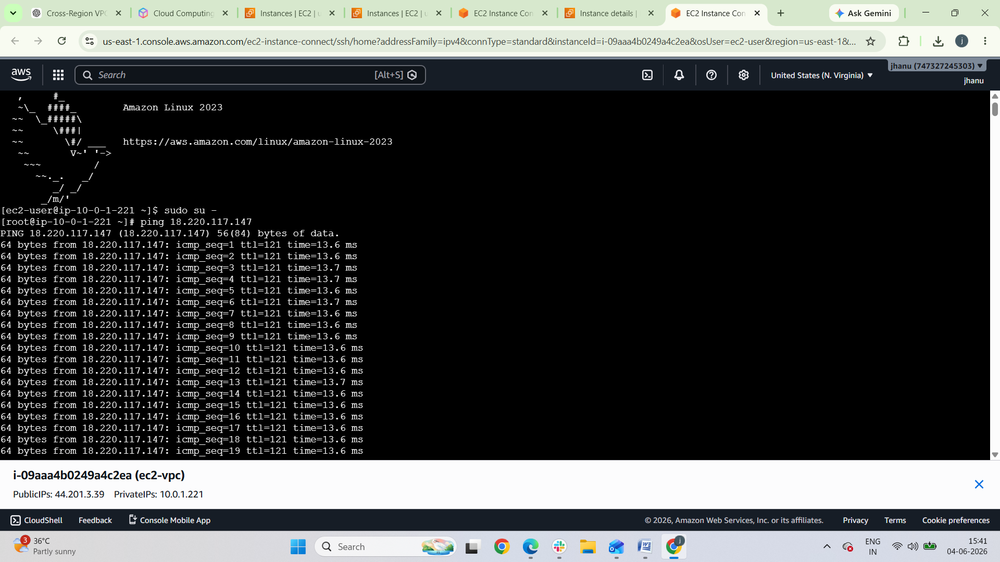 Cross-Region VPC
Cloud Computing
Instances | EC2 | u
Instances | EC2 | u
EC2 Instance Con
Instance details |
EC2 Instance Con
Ask Gemini
us-east-1.console.aws.amazon.com/ec2-instance-connect/ssh/home?addressFamily=ipv4&connType=standard&instanceId=i-09aaa4b0249a4c2ea&osUser=ec2-user&region=us-east-1&...
j
aws
Search
[Alt+S]
United States (N. Virginia)
jhanu (747327245303)
jhanu
   ,     #_
   ~\_  ####_        Amazon Linux 2023
  ~~  \_#####\
  ~~     \###|
  ~~       \#/ ___   https://aws.amazon.com/linux/amazon-linux-2023
   ~~       V~' '->
    ~~~         /
      ~~._.   _/
         _/ _/
       _/m/'
[ec2-user@ip-10-0-1-221 ~]$ sudo su -
[root@ip-10-0-1-221 ~]# ping 18.220.117.147
PING 18.220.117.147 (18.220.117.147) 56(84) bytes of data.
64 bytes from 18.220.117.147: icmp_seq=1 ttl=121 time=13.6 ms
64 bytes from 18.220.117.147: icmp_seq=2 ttl=121 time=13.6 ms
64 bytes from 18.220.117.147: icmp_seq=3 ttl=121 time=13.7 ms
64 bytes from 18.220.117.147: icmp_seq=4 ttl=121 time=13.7 ms
64 bytes from 18.220.117.147: icmp_seq=5 ttl=121 time=13.6 ms
64 bytes from 18.220.117.147: icmp_seq=6 ttl=121 time=13.7 ms
64 bytes from 18.220.117.147: icmp_seq=7 ttl=121 time=13.6 ms
64 bytes from 18.220.117.147: icmp_seq=8 ttl=121 time=13.6 ms
64 bytes from 18.220.117.147: icmp_seq=9 ttl=121 time=13.6 ms
64 bytes from 18.220.117.147: icmp_seq=10 ttl=121 time=13.6 ms
64 bytes from 18.220.117.147: icmp_seq=11 ttl=121 time=13.6 ms
64 bytes from 18.220.117.147: icmp_seq=12 ttl=121 time=13.6 ms
64 bytes from 18.220.117.147: icmp_seq=13 ttl=121 time=13.7 ms
64 bytes from 18.220.117.147: icmp_seq=14 ttl=121 time=13.6 ms
64 bytes from 18.220.117.147: icmp_seq=15 ttl=121 time=13.6 ms
64 bytes from 18.220.117.147: icmp_seq=16 ttl=121 time=13.6 ms
64 bytes from 18.220.117.147: icmp_seq=17 ttl=121 time=13.6 ms
64 bytes from 18.220.117.147: icmp_seq=18 ttl=121 time=13.6 ms
64 bytes from 18.220.117.147: icmp_seq=19 ttl=121 time=13.6 ms
i-09aaa4b0249a4c2ea (ec2-vpc)
PublicIPs: 44.201.3.39 PrivateIPs: 10.0.1.221
CloudShell
Feedback
Console Mobile App
© 2026, Amazon Web Services, Inc. or its affiliates.
Privacy
Terms
Cookie preferences
3
36°C
Partly sunny
Search
j
ENG
IN
15:41
04-06-2026